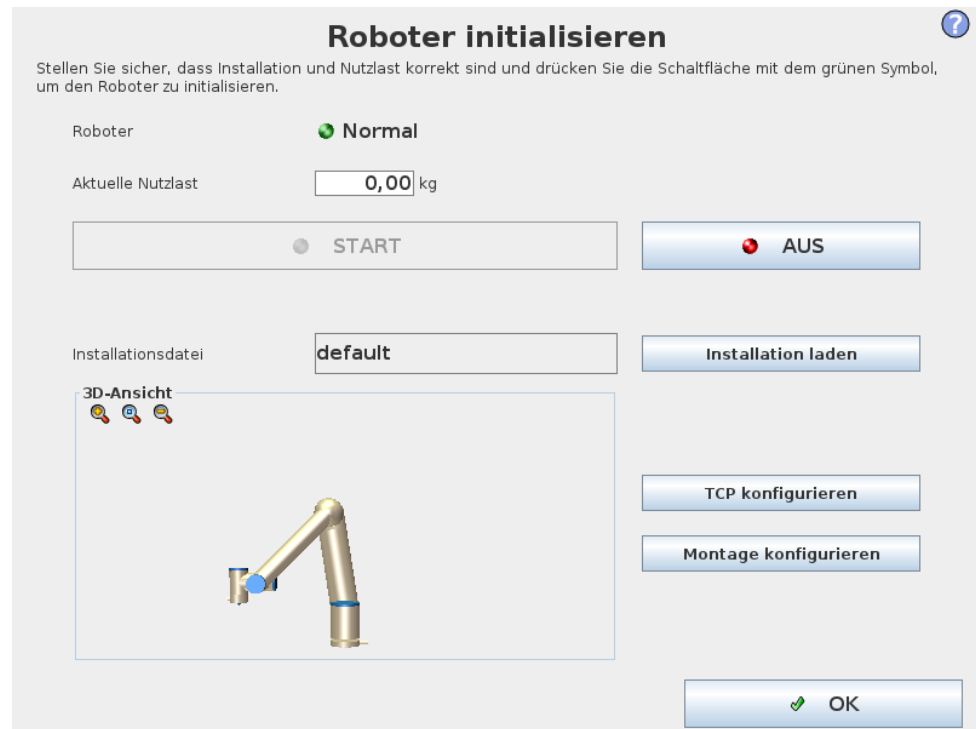 Roboter initialisieren
?
Stellen Sie sicher, dass Installation und Nutzlast korrekt sind und drücken Sie die Schaltfläche mit dem grünen Symbol,
um den Roboter zu initialisieren.
Roboter
Normal
Aktuelle Nutzlast
0,00 kg
START
AUS
Installationsdatei
default
Installation laden
3D-Ansicht
TCP konfigurieren
Montage konfigurieren
OK